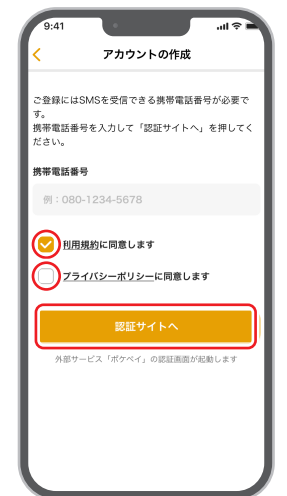 9:41
アカウントの作成
ご登録にはSMSを受信できる携帯電話番号が必要で
す。
携帯電話番号を入力して「認証サイトへ」を押してく
ださい。
携帯電話番号
例：080-1234-5678
利用規約に同意します
プライバシーポリシーに同意します
認証サイトへ
外部サービス「ポケペイ」の認証画面が起動します